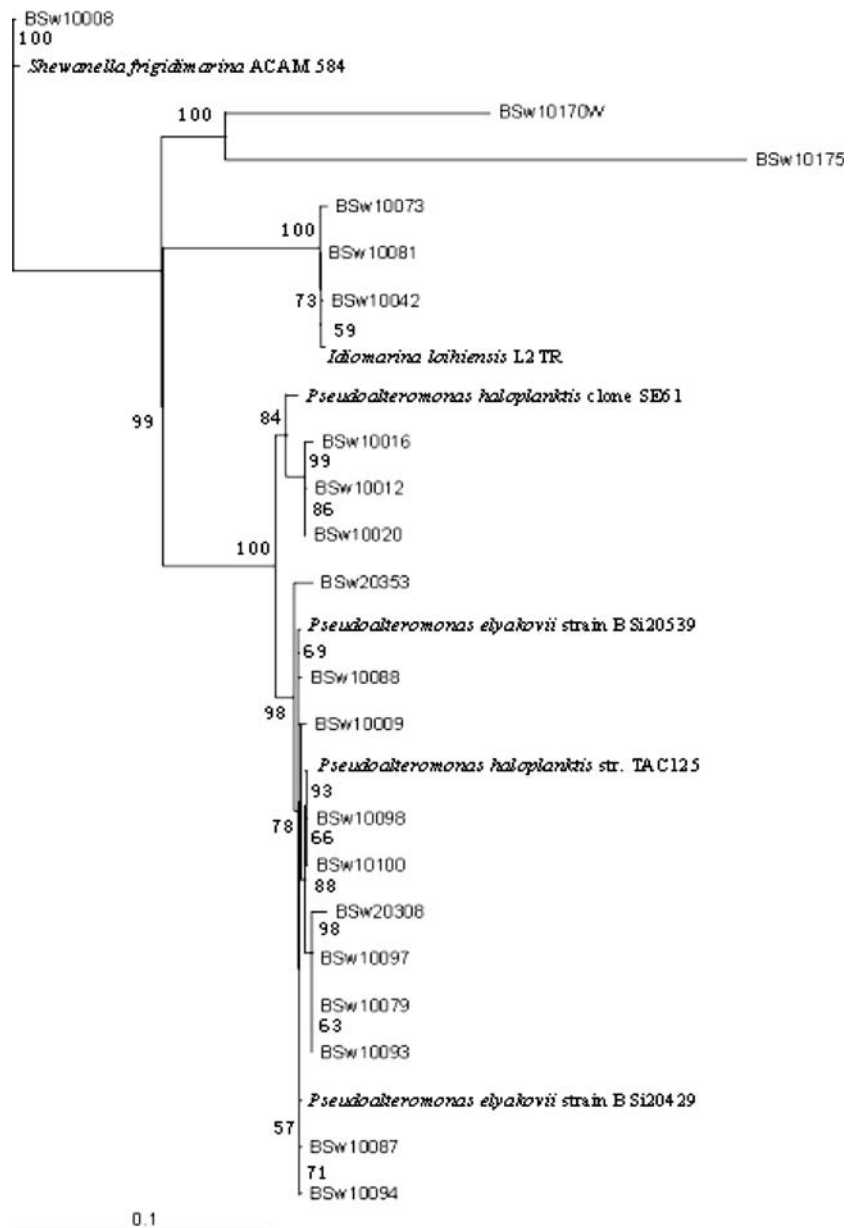 BSw10008
100
Shewanella frigidimarina ACAM 584
100
BSw10170W
BSw10175
BSw10073
100
BSw10081
73
BSw10042
59
Idiomarina loihiensis L2TR
Pseudoalteromonas haloplanktis clone SE61
99
84
BSw10016
99
BSw10012
86
BSw10020
100
BSw20353
Pseudoalteromonas elyakovii strain BSi20539
69
BSw10088
98
BSw10009
Pseudoalteromonas haloplanktis str. TAC125
93
78
BSw10098
66
BSw10100
88
BSw20308
98
BSw10097
BSw10079
63
BSw10093
Pseudoalteromonas elyakovii strain BSi20429
57
BSw10087
71
BSw10094
0.1